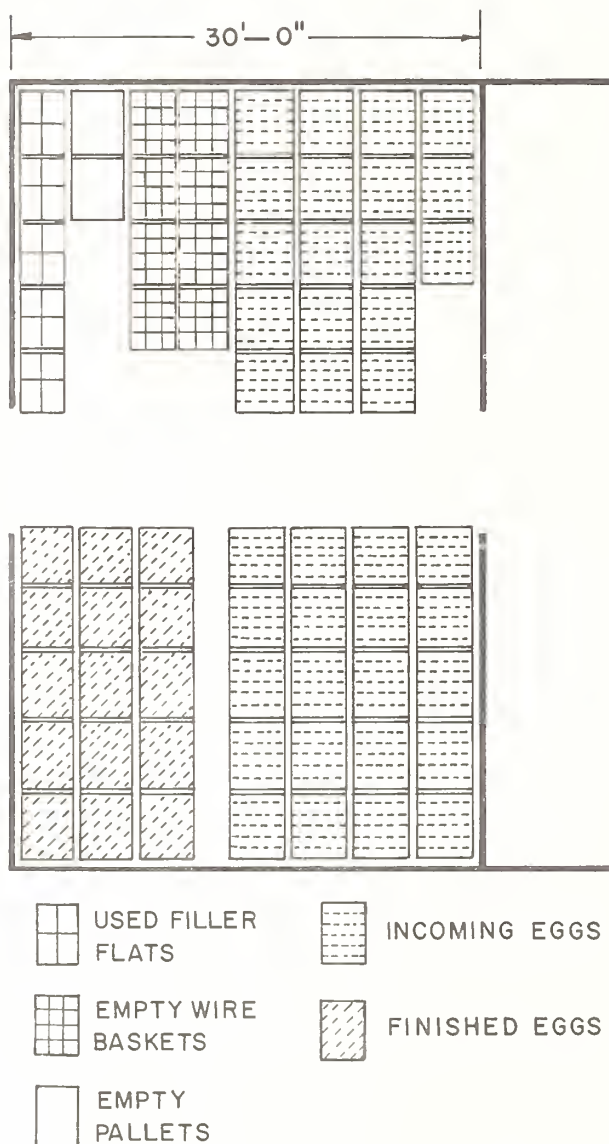 30'—0"
USED FILLER
FLATS
INCOMING EGGS
EMPTY WIRE
BASKETS
FINISHED EGGS
EMPTY
PALLETS